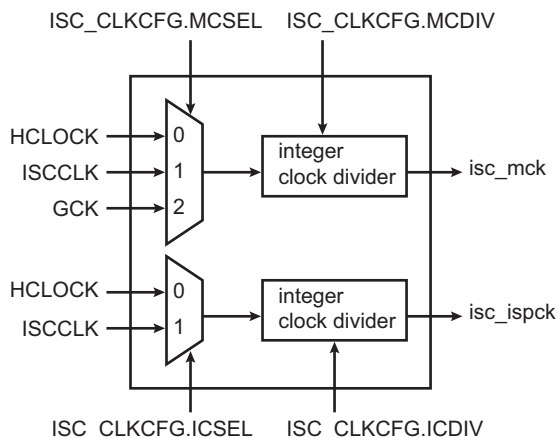 ISC_CLKCFG.MCSEL
ISC_CLKCFG.MCDIV
HCLOCK
0
ISCCLK
1
GCK
2
integer
clock divider
isc_mck
HCLOCK
0
ISCCLK
1
integer
clock divider
isc_ispck
ISC_CLKCFG.ICSEL
ISC_CLKCFG.ICDIV